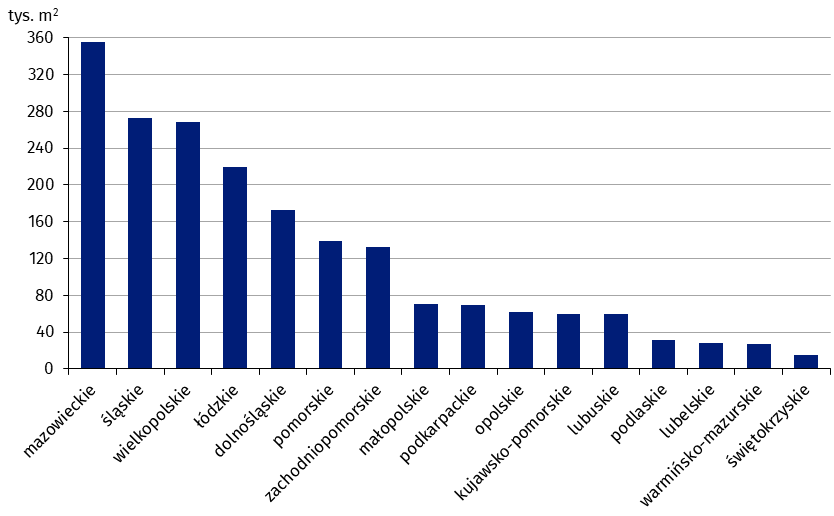 tys. m²
360
320
280
240
200
160
120
80
40
0
mazowieckie
śląskie
wielkopolskie
łódzkie
dolnośląskie
pomorskie
zachodniopomorskie
małopolskie
podkarpackie
opolskie
kujawsko-pomorskie
lubuskie
podlaskie
lubelskie
warmińsko-mazurskie
świętokrzyskie